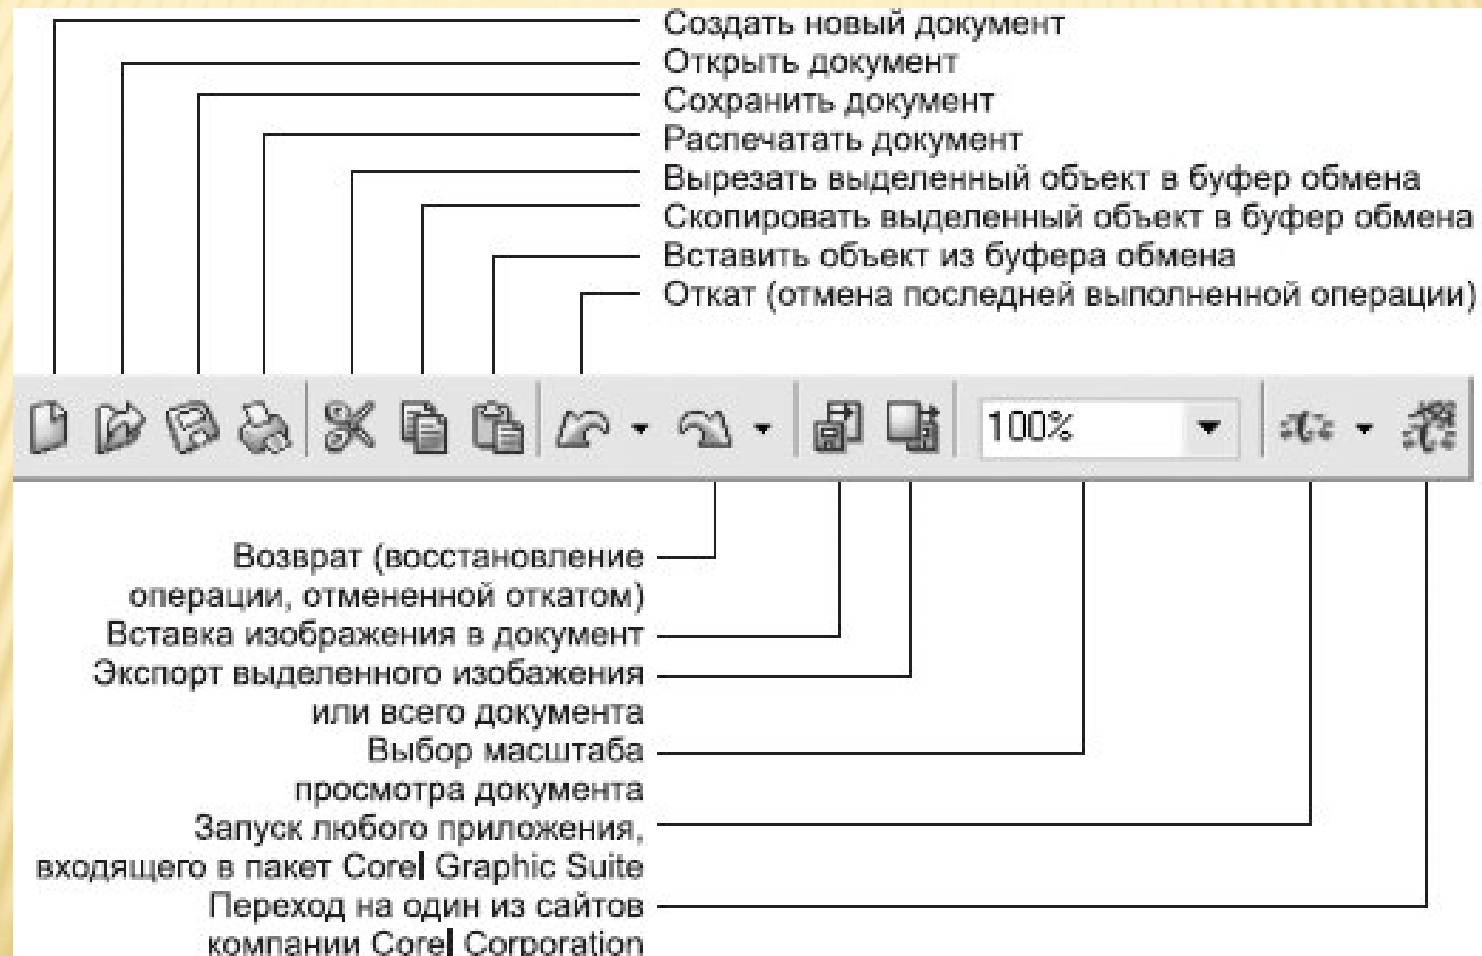 Создать новый документ
Открыть документ
Сохранить документ
Распечатать документ
Вырезать выделенный объект в буфер обмена
Скопировать выделенный объект в буфер обмена
Вставить объект из буфера обмена
Откат (отмена последней выполненной операции)
100%
Возврат (восстановление
операции, отмененной откатом)
Вставка изображения в документ
Экспорт выделенного изобажения
или всего документа
Выбор масштаба
просмотра документа
Запуск любого приложения,
входящего в пакет Corel Graphic Suite
Переход на один из сайтов
компании Corel Corporation